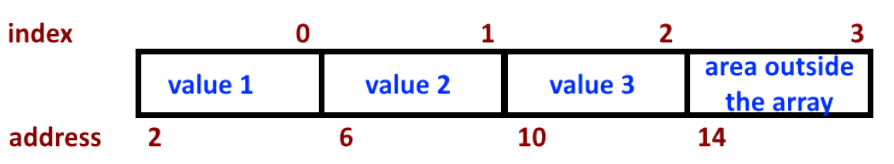 index 0 1 2 3
value 1 value 2 value 3 area outside
the array
address 2 6 10 14